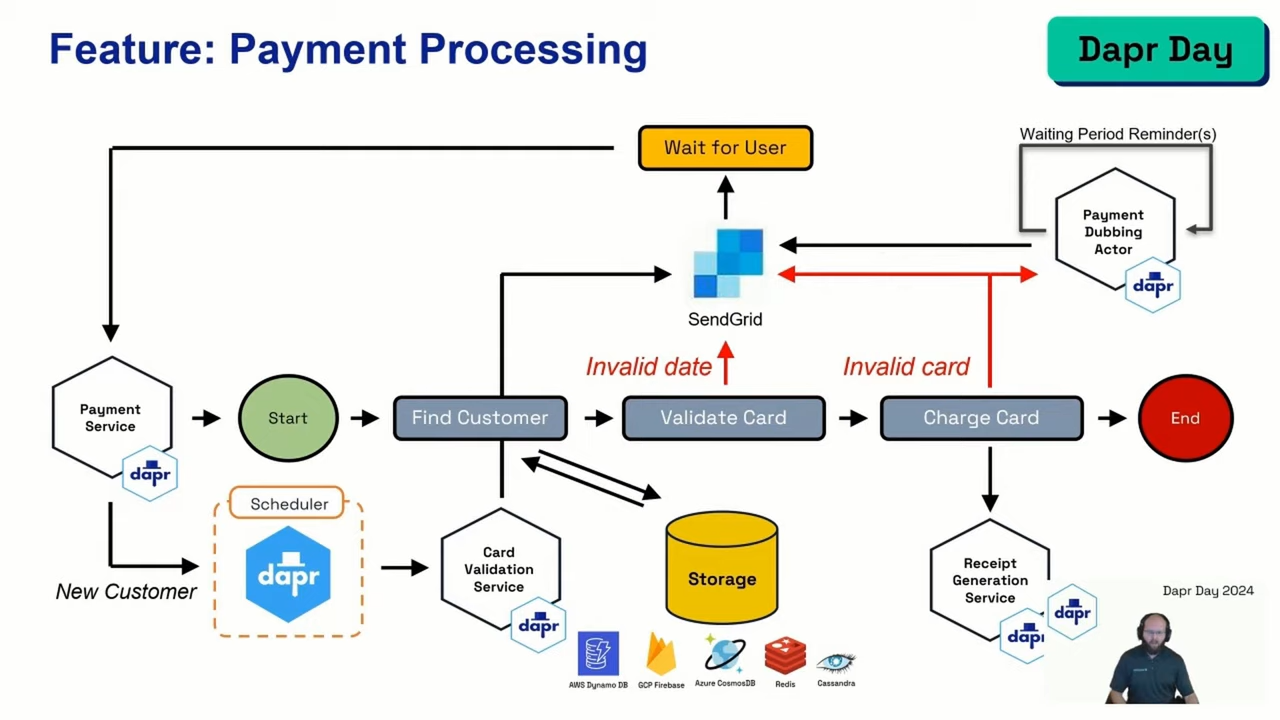 Feature: Payment Processing
Dapr Day
Wait for User
Waiting Period Reminder(s)
Payment
Dubbing
Actor
dapr
SendGrid
Invalid date
Invalid card
Payment
Service
dapr
Start
Find Customer
Validate Card
Charge Card
End
Scheduler
dapr
New Customer
Card
Validation
Service
dapr
Storage
Receipt
Generation
Service
dapr
dapr
Dapr Day 2024
AWS Dynamo DB
GCP Firebase
Azure CosmosDB
Redis
Cassandra